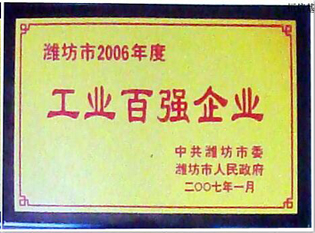 潍坊市2006年度
工业百强企业
中共潍坊市委
潍坊市人民政府
二〇〇七年一月